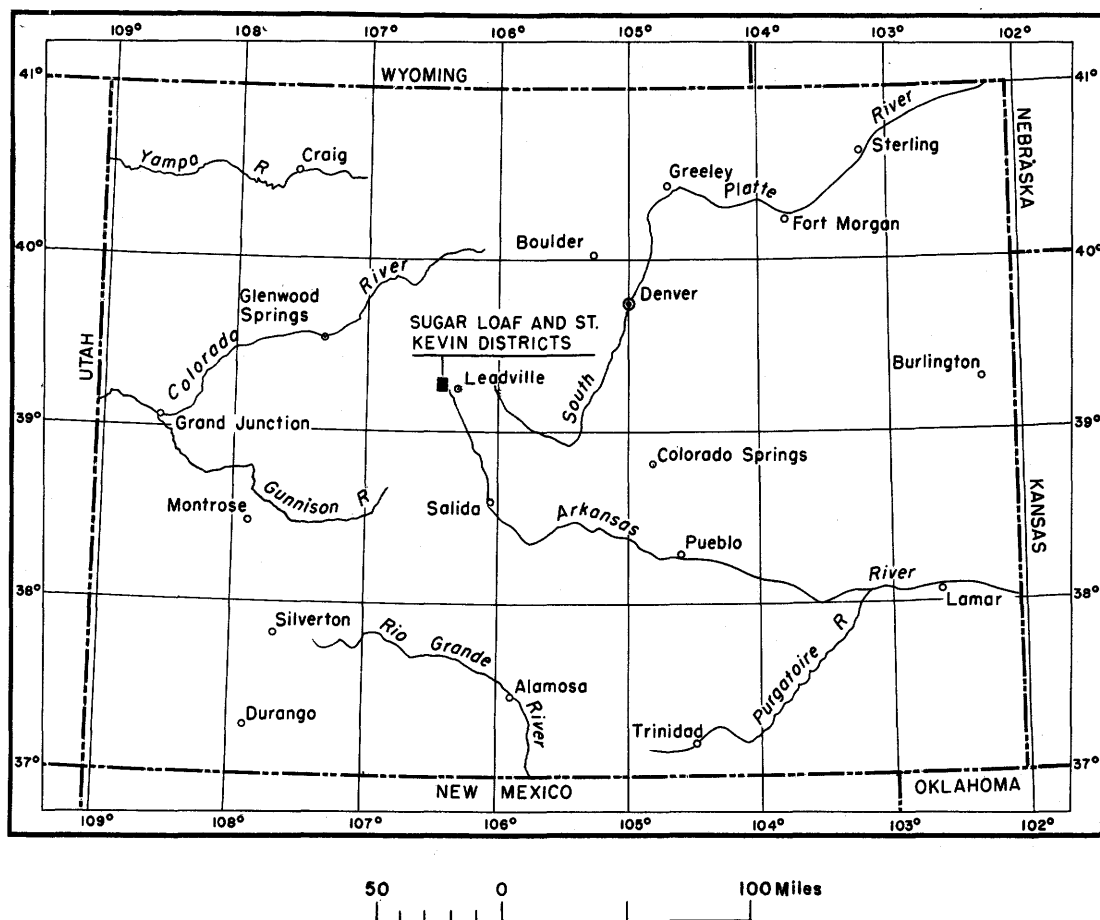 109° 108° 107° 106° 105° 104° 103° 102°
41° WYOMING 41°
NEBRASKA
River
Sterling
Yampa R
Craig
Greeley
Platte
Fort Morgan
40° Boulder 40°
River
Glenwood
Springs
Denver
SUGAR LOAF AND ST.
KEVIN DISTRICTS
UTAH
Colorado
Leadville
South
Burlington
39° Grand Junction 39°
Colorado Springs
KANSAS
Gunnison R
Montrose
Salida
Arkansas
Pueblo
River
38° Lamar 38°
Silverton
Rio Grande
River
Alamosa
Purgatoire R
Durango
Trinidad
37° 37°
NEW MEXICO
OKLAHOMA
109° 108° 107° 106° 105° 104° 103° 102°
50 0 100 Miles